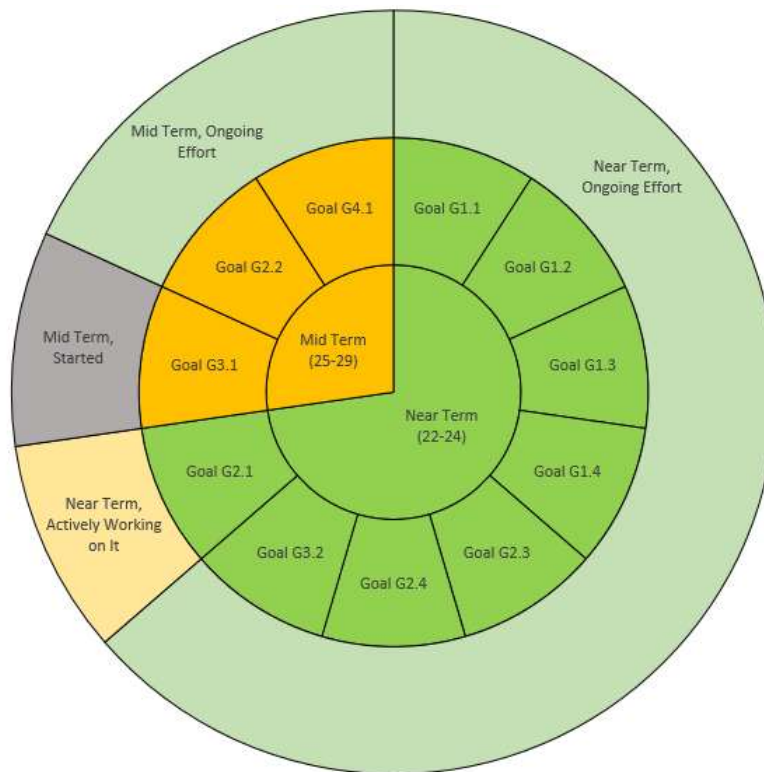 Mid Term, Ongoing
Effort
Near Term,
Ongoing Effort
Goal G4.1
Goal G1.1
Goal G2.2
Goal G1.2
Mid Term,
Started
Goal G3.1
Mid Term
(25-29)
Goal G1.3
Near Term
(22-24)
Goal G2.1
Goal G1.4
Near Term,
Actively Working
on It
Goal G3.2
Goal G2.3
Goal G2.4